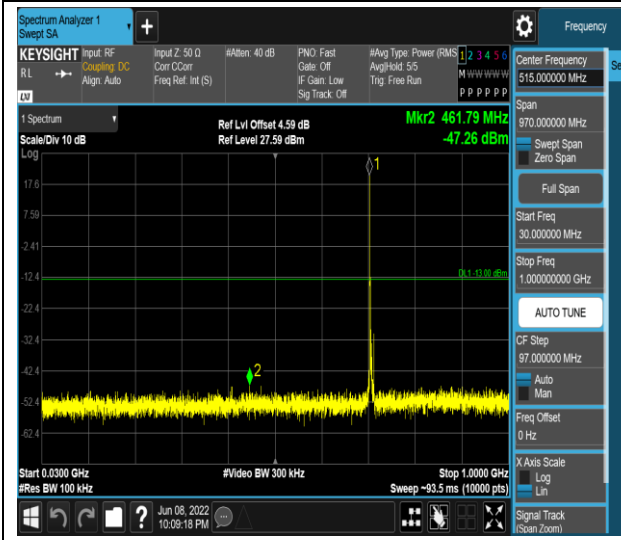 Spectrum Analyzer 1
Swept SA
Frequency
KEYSIGHT
RL
LXI
Input: RF
Coupling: DC
Align: Auto
Input Z: 50 Ω
Corr CCorr
Freq Ref: Int (S)
#Atten: 40 dB
PNO: Fast
Gate: Off
IF Gain: Low
Sig Track: Off
#Avg Type: Power (RMS
Avg|Hold: 5/5
Trig: Free Run
1 2 3 4 5 6
M W W W W W
P P P P P P
1 Spectrum
Scale/Div 10 dB
Log
Ref Lvl Offset 4.59 dB
Ref Level 27.59 dBm
Mkr2 461.79 MHz
-47.26 dBm
1
17.6
7.59
-2.41
-12.4
DL1 -13.00 dBm
-22.4
-32.4
-42.4
2
-52.4
-62.4
Start 0.0300 GHz
#Res BW 100 kHz
#Video BW 300 kHz
Stop 1.0000 GHz
Sweep ~93.5 ms (10000 pts)
Center Frequency
515.000000 MHz
Span
970.000000 MHz
Swept Span
Zero Span
Full Span
Start Freq
30.000000 MHz
Stop Freq
1.000000000 GHz
AUTO TUNE
CF Step
97.000000 MHz
Auto
Man
Freq Offset
0 Hz
X Axis Scale
Log
Lin
Signal Track
(Span Zoom)
Se
?
Jun 08, 2022
10:09:18 PM